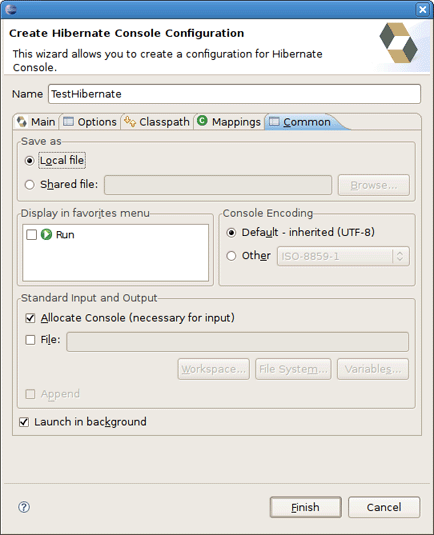 Create Hibernate Console Configuration
This wizard allows you to create a configuration for Hibernate
Console.
Name TestHibernate
Main Options Classpath Mappings Common
Save as
Local file
Shared file: Browse...
Display in favorites menu
Run
Console Encoding
Default - inherited (UTF-8)
Other ISO-8859-1
Standard Input and Output
Allocate Console (necessary for input)
File:
Workspace... File System... Variables...
Append
Launch in background
? Finish Cancel